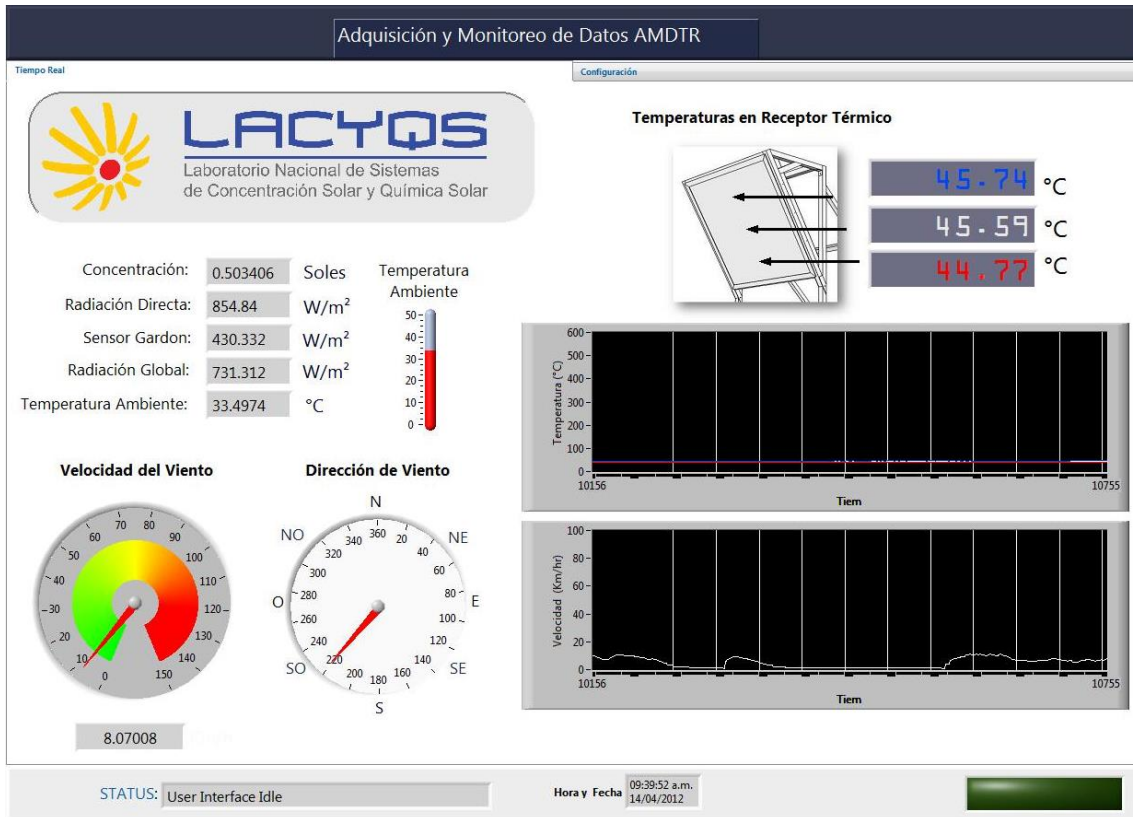 Adquisición y Monitoreo de Datos AMDTR
Tiempo Real
Configuración
LACYQS
Laboratorio Nacional de Sistemas
de Concentración Solar y Química Solar
Temperaturas en Receptor Térmico
45.74 °C
45.59 °C
44.77 °C
Concentración: 0.503406 Soles
Radiación Directa: 854.84 W/m²
Sensor Gardon: 430.332 W/m²
Radiación Global: 731.312 W/m²
Temperatura Ambiente: 33.4974 °C
Temperatura
Ambiente
50
40
30
20
10
0
Temperatura (°C)
600
500
400
300
200
100
0
10156 10755
Tiem
Velocidad (Km/hr)
100
80
60
40
20
0
10156 10755
Tiem
Velocidad del Viento
0 10 20 30 40 50 60 70 80 90 100 110 120 130 140 150
8.07008
Dirección de Viento
N NE E SE S SO O NO
360 20 40 60 80 100 120 140 160 180 200 220 240 260 280 300 320 340
STATUS: User Interface Idle
Hora y Fecha 09:39:52 a.m.
14/04/2012